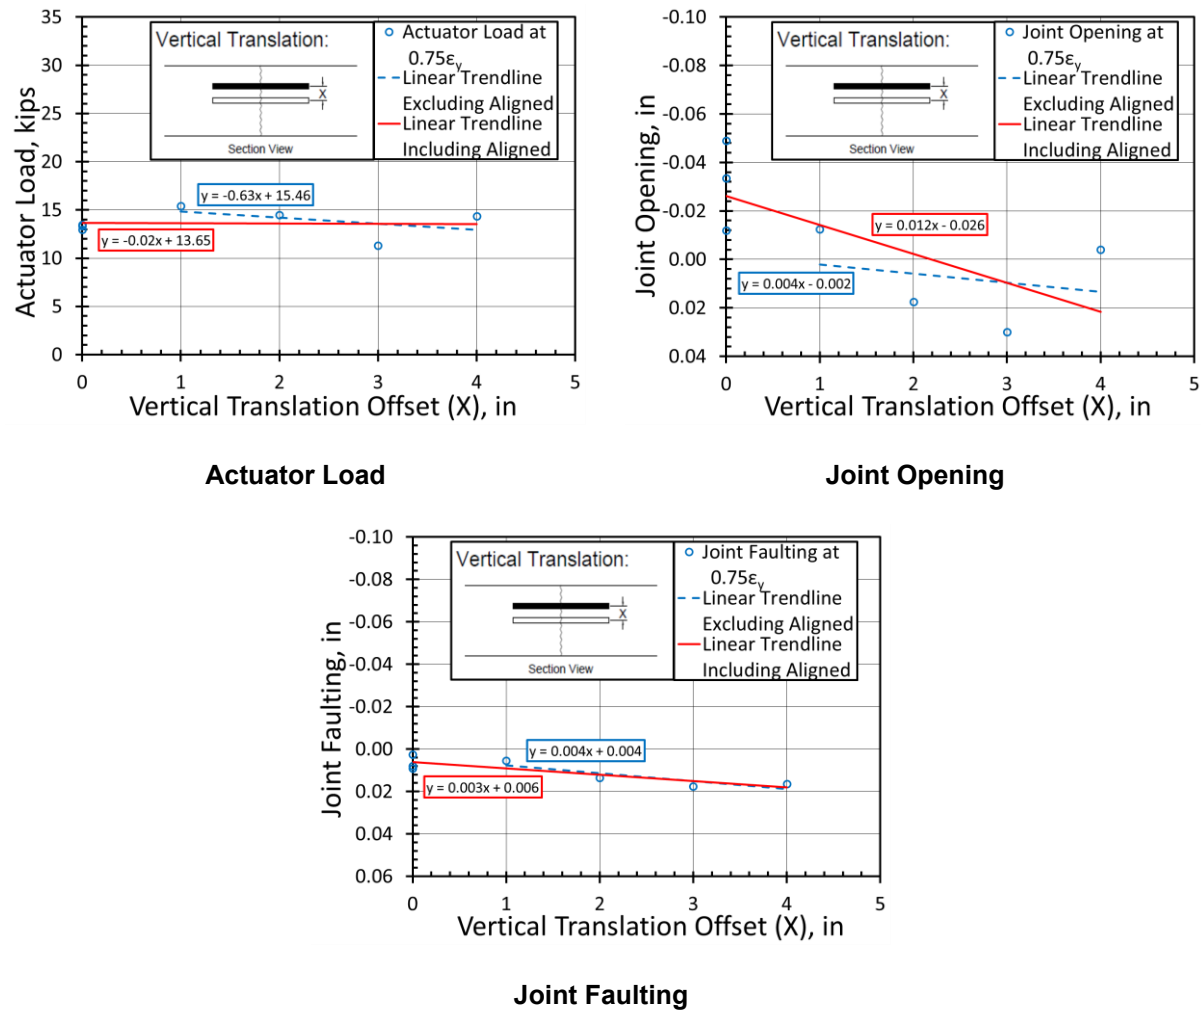 Actuator Load, kips
35
30
25
20
15
10
5
0
Vertical Translation:
X
Section View
Actuator Load at
0.75εy
Linear Trendline
Excluding Aligned
Linear Trendline
Including Aligned
y = -0.63x + 15.46
y = -0.02x + 13.65
0 1 2 3 4 5
Vertical Translation Offset (X), in
Actuator Load
Joint Opening, in
-0.10
-0.08
-0.06
-0.04
-0.02
0.00
0.02
0.04
Vertical Translation:
X
Section View
Joint Opening at
0.75εy
Linear Trendline
Excluding Aligned
Linear Trendline
Including Aligned
y = 0.012x - 0.026
y = 0.004x - 0.002
0 1 2 3 4 5
Vertical Translation Offset (X), in
Joint Opening
Joint Faulting, in
-0.10
-0.08
-0.06
-0.04
-0.02
0.00
0.02
0.04
0.06
Vertical Translation:
X
Section View
Joint Faulting at
0.75εy
Linear Trendline
Excluding Aligned
Linear Trendline
Including Aligned
y = 0.004x + 0.004
y = 0.003x + 0.006
0 1 2 3 4 5
Vertical Translation Offset (X), in
Joint Faulting